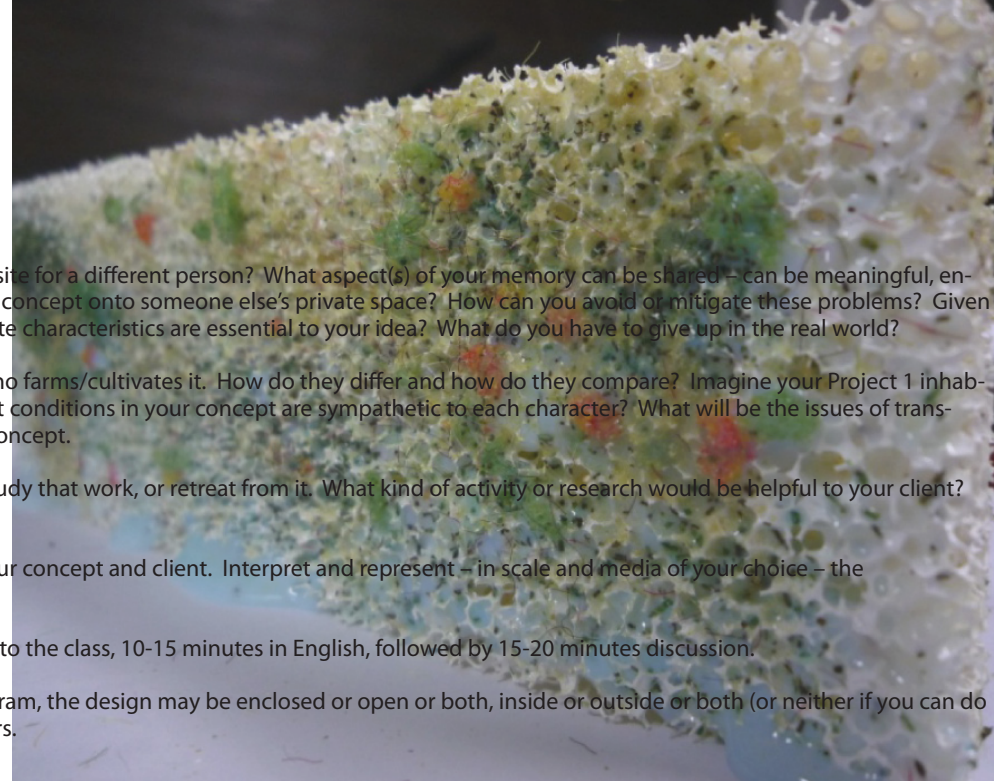 site for a different person?  What aspect(s) of your memory can be shared – can be meaningful, en-
concept onto someone else's private space?  How can you avoid or mitigate these problems?  Given
te characteristics are essential to your idea?  What do you have to give up in the real world?
ho farms/cultivates it.  How do they differ and how do they compare?  Imagine your Project 1 inhab-
t conditions in your concept are sympathetic to each character?  What will be the issues of trans-
oncept.
udy that work, or retreat from it.  What kind of activity or research would be helpful to your client?
ur concept and client.  Interpret and represent – in scale and media of your choice – the
to the class, 10-15 minutes in English, followed by 15-20 minutes discussion.
ram, the design may be enclosed or open or both, inside or outside or both (or neither if you can do
rs.